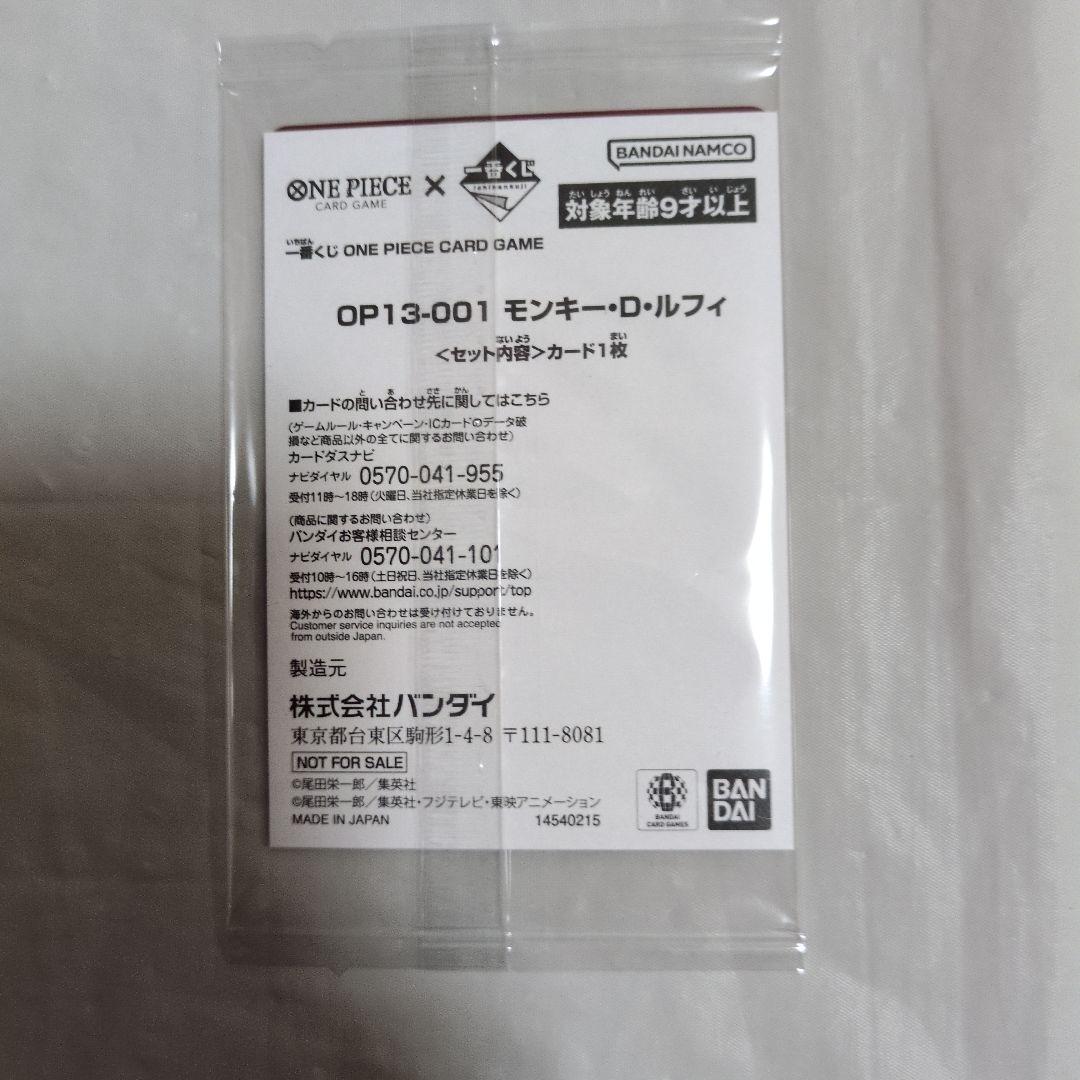 BANDAI NAMCO
ONE PIECE
CARD GAME
×
一番くじ
ichibankuji
たいしょうねんれい さいいじょう
対象年齢9才以上
いちばん
一番くじ ONE PIECE CARD GAME
OP13-001 モンキー・D・ルフィ
ないよう まい
<セット内容>カード1枚
と あ さき かん
■カードの問い合わせ先に関してはこちら
(ゲームルール・キャンペーン・ICカードのデータ破
損など商品以外の全てに関するお問い合わせ)
カードダスナビ
ナビダイヤル 0570-041-955
受付11時〜18時(火曜日、当社指定休業日を除く)
(商品に関するお問い合わせ)
バンダイお客様相談センター
ナビダイヤル 0570-041-101
受付10時〜16時(土日祝日、当社指定休業日を除く)
https://www.bandai.co.jp/support/top
海外からのお問い合わせは受け付けておりません。
Customer service inquiries are not accepted
from outside Japan.
製造元
株式会社バンダイ
東京都台東区駒形1-4-8 〒111-8081
NOT FOR SALE
©尾田栄一郎/集英社
©尾田栄一郎/集英社・フジテレビ・東映アニメーション
MADE IN JAPAN 14540215
BANDAI
CARD GAMES
BAN
DAI